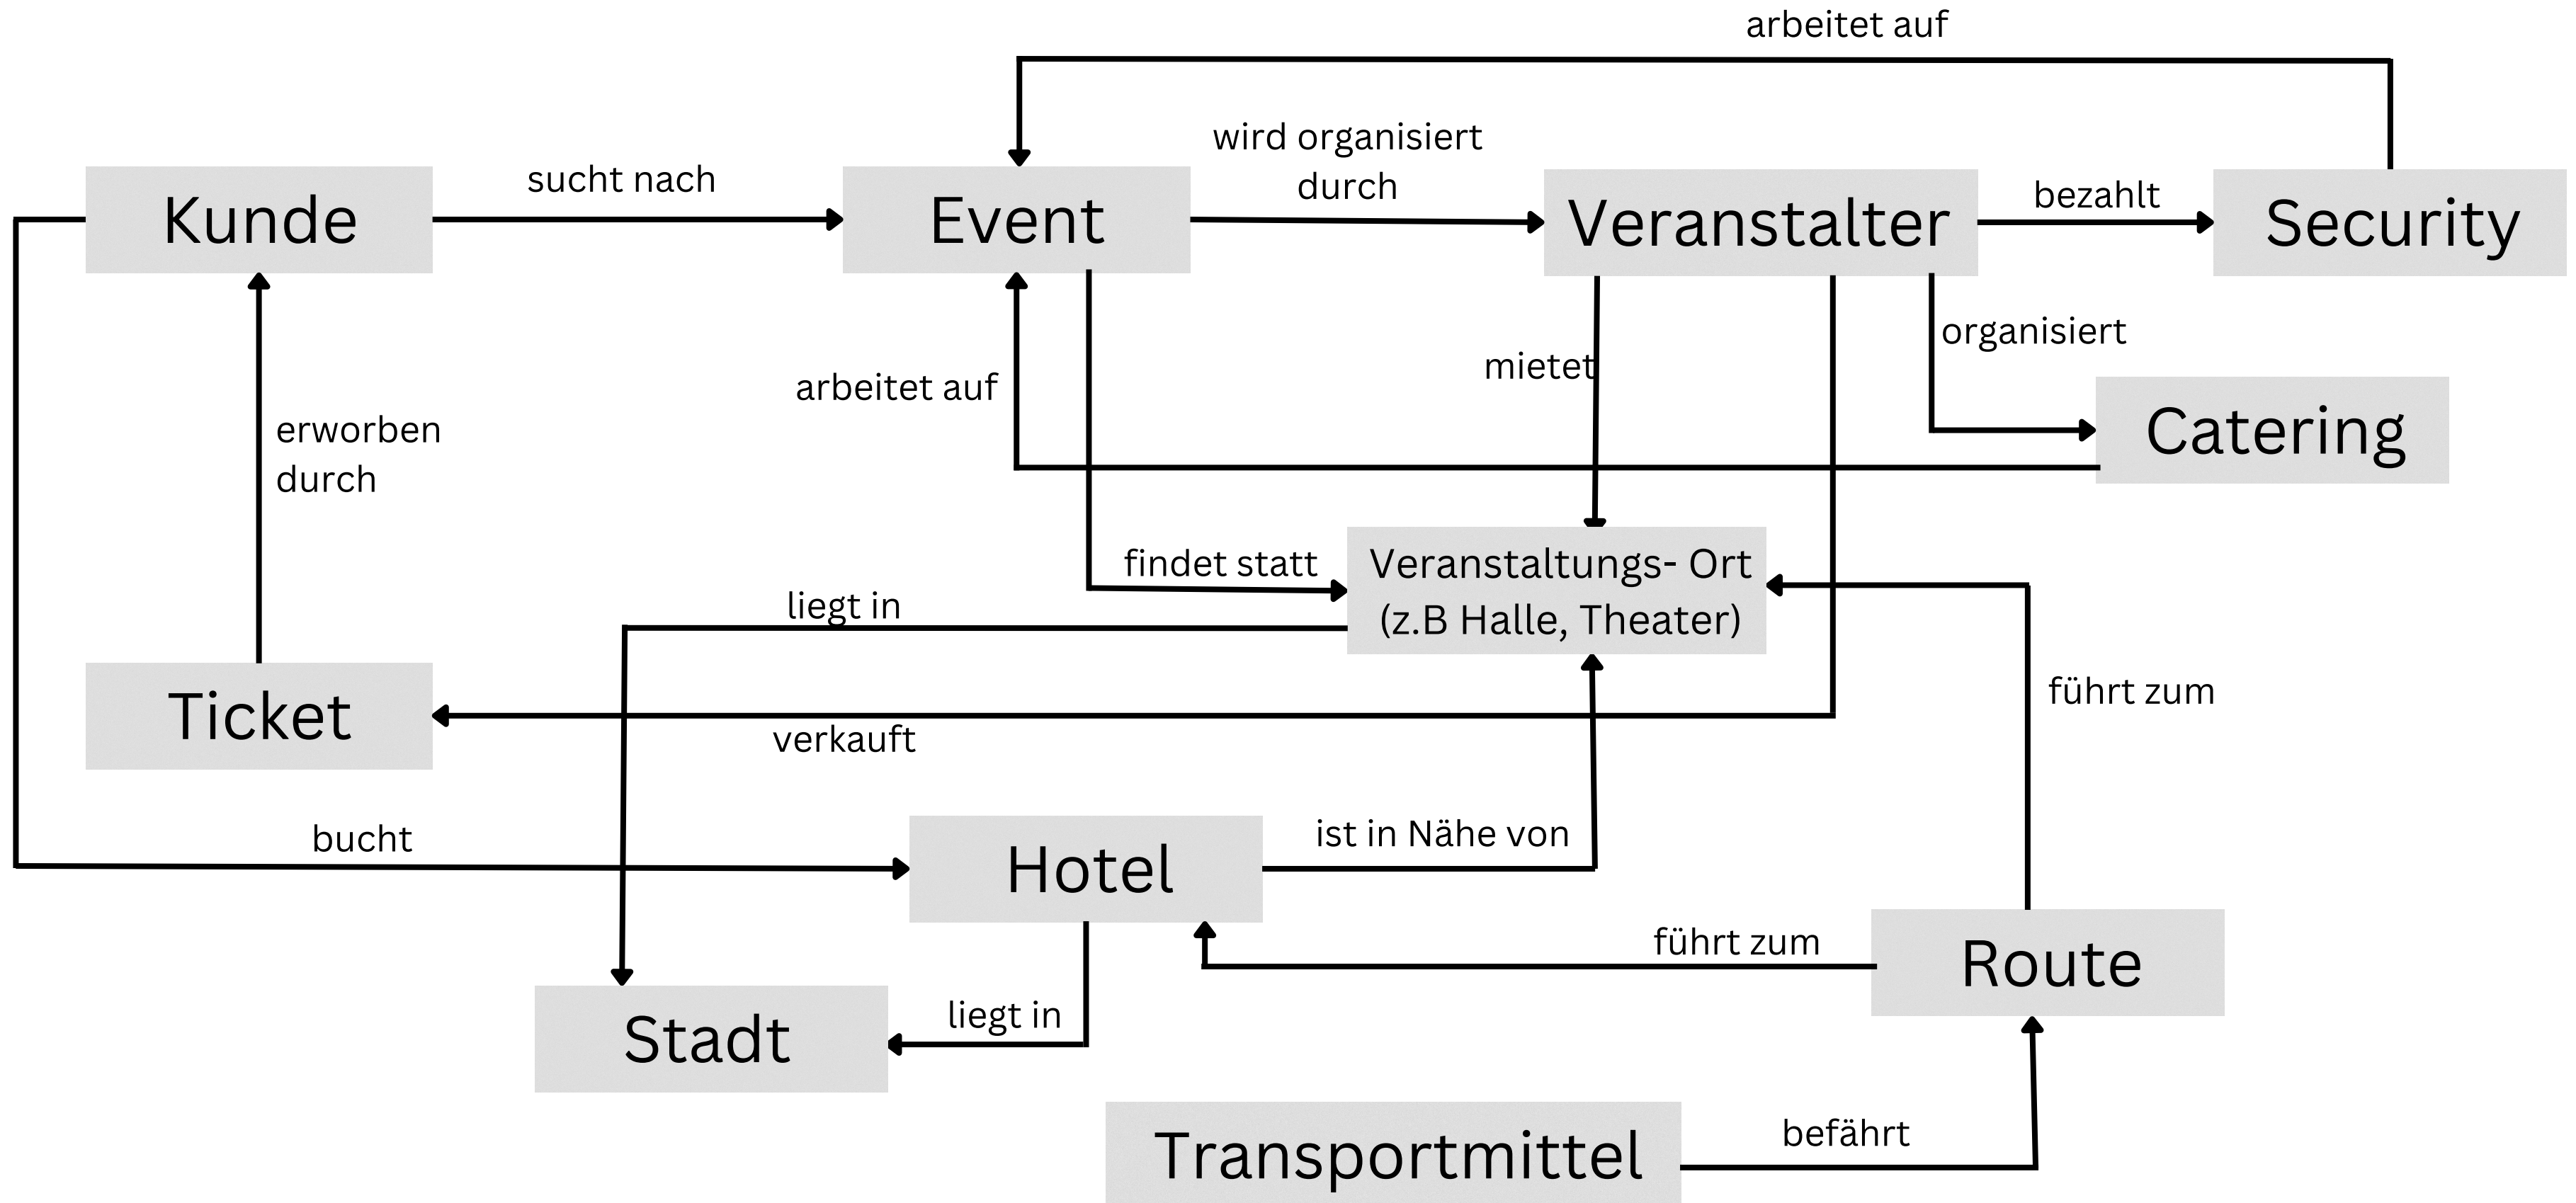 arbeitet auf
wird organisiert
durch
sucht nach
bezahlt
Kunde
Event
Veranstalter
Security
organisiert
mietet
arbeitet auf
erworben
durch
Catering
findet statt
Veranstaltungs- Ort
(z.B Halle, Theater)
liegt in
führt zum
Ticket
verkauft
bucht
ist in Nähe von
Hotel
führt zum
Route
liegt in
Stadt
befährt
Transportmittel